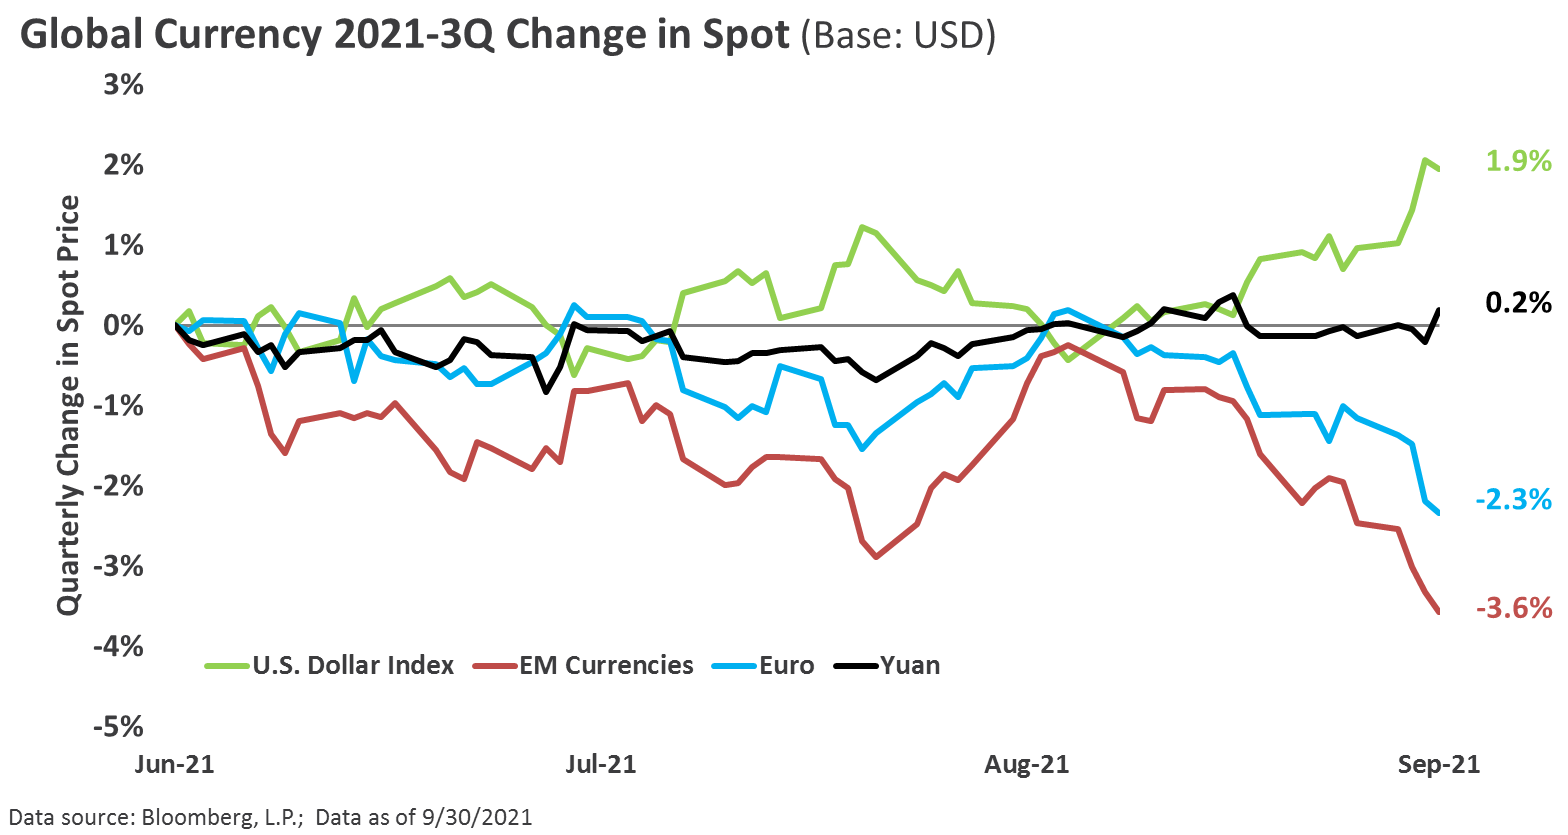 Global Currency 2021-3Q Change in Spot (Base: USD)
3%
2%
1%
0%
-1%
-2%
-3%
-4%
-5%
Quarterly Change in Spot Price
1.9%
0.2%
-2.3%
-3.6%
U.S. Dollar Index EM Currencies Euro Yuan
Jun-21 Jul-21 Aug-21 Sep-21
Data source: Bloomberg, L.P.; Data as of 9/30/2021